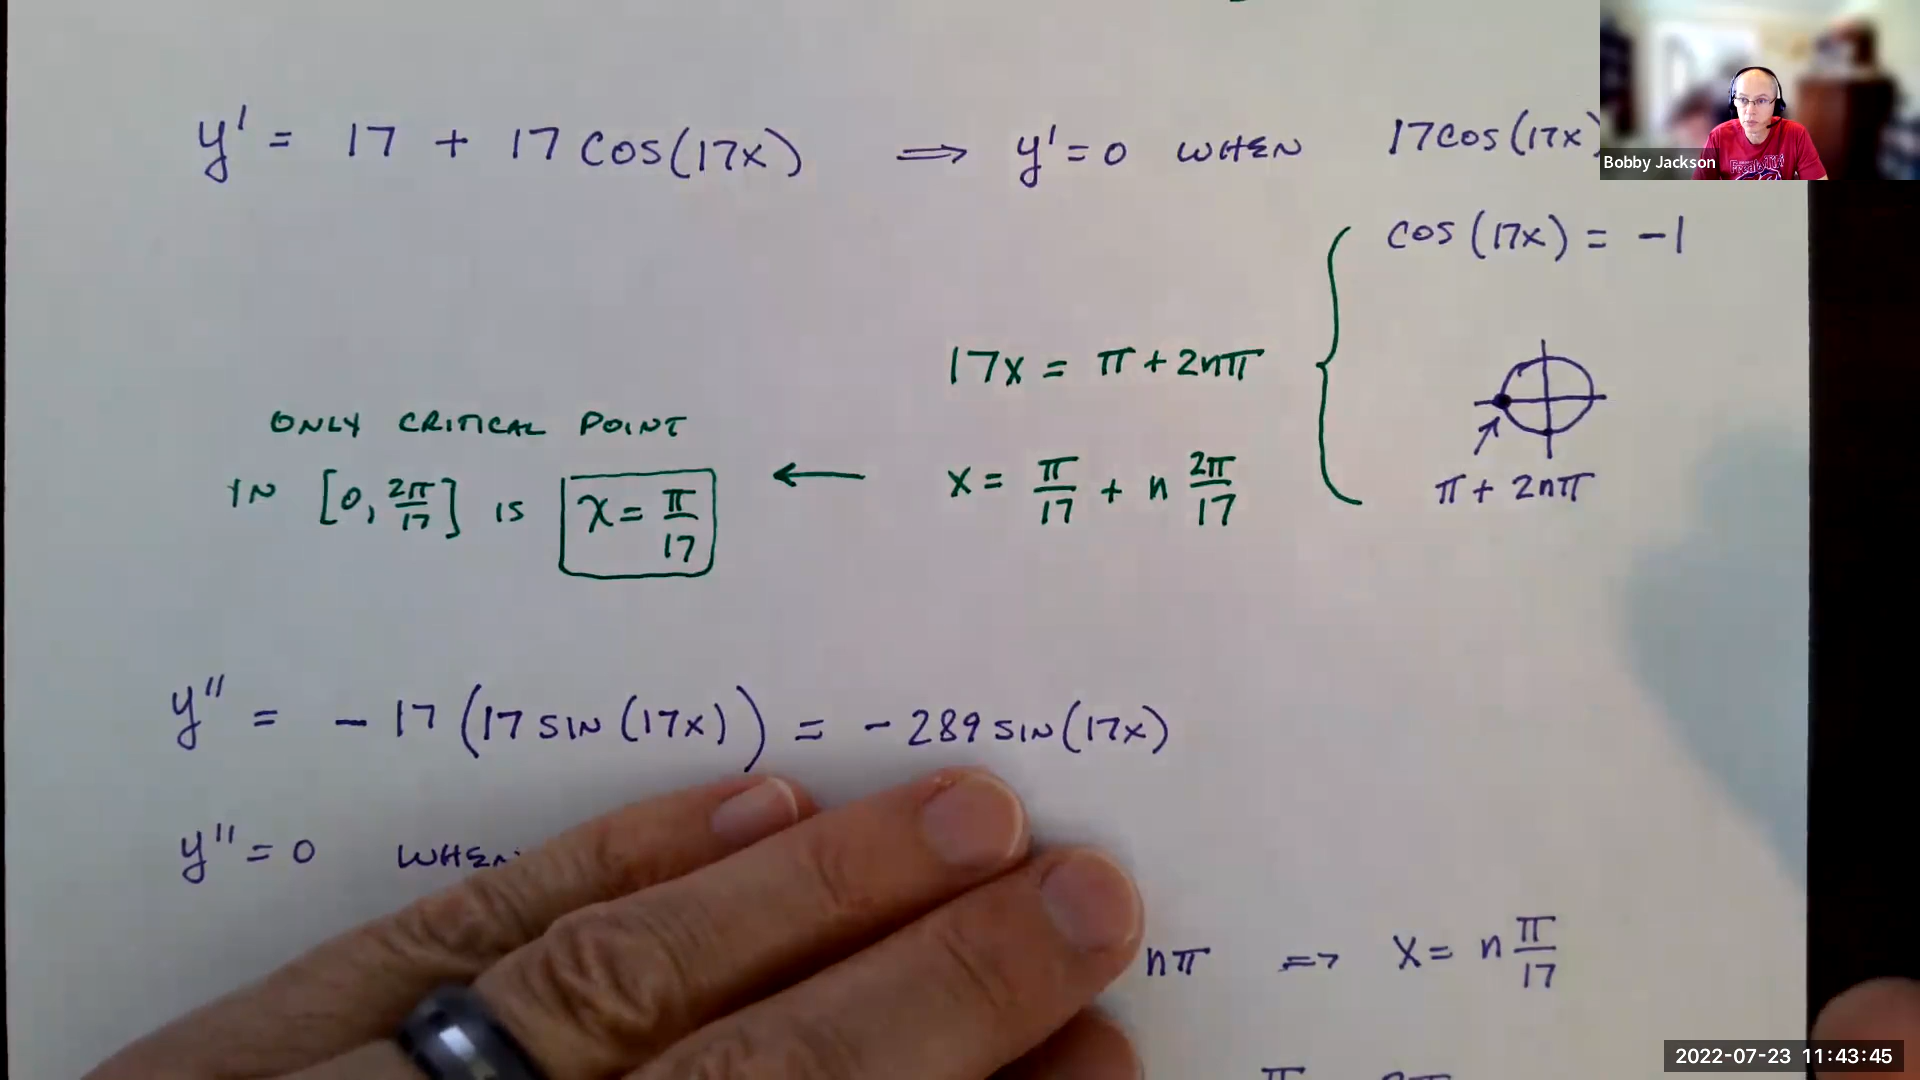 y' = 17 + 17 cos(17x) ⟹ y' = 0 WHEN 17cos(17x)
Bobby Jackson
cos(17x) = -1
17x = π + 2nπ
ONLY CRITICAL POINT
IN [0, 2π/17] IS x = π/17 ← x = π/17 + n 2π/17
π + 2nπ
y'' = -17(17 SIN(17x)) = -289 SIN(17x)
y'' = 0 WHEN
nπ ⟹ x = n π/17
2022-07-23 11:43:45